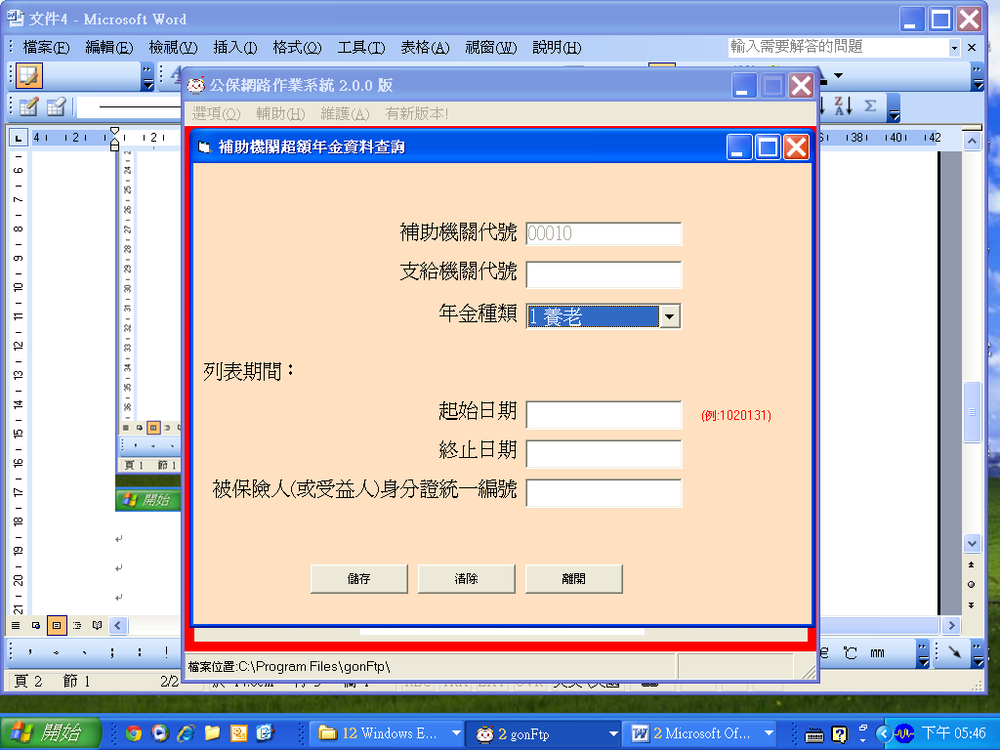 文件4 - Microsoft Word
檔案(F) 編輯(E) 檢視(V) 插入(I) 格式(O) 工具(T) 表格(A) 視窗(W) 說明(H) 輸入需要解答的問題
公保網路作業系統 2.0.0 版
選項(O) 輔助(H) 維護(A) 有新版本!
補助機關超額年金資料查詢
補助機關代號 00010
支給機關代號
年金種類 1 養老
列表期間：
起始日期 (例:1020131)
終止日期
被保險人(或受益人)身分證統一編號
儲存 清除 離開
頁 1 節 1
開始
檔案位置:C:\Program Files\gonFtp\
頁 2 節 1 2/2
開始 12 Windows E... 2 gonFtp 2 Microsoft Of... 下午 05:46